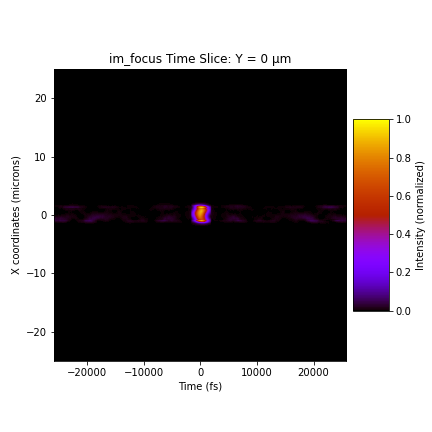 im_focus Time Slice: Y = 0 μm
20
10
0
−10
−20
X coordinates (microns)
−20000 −10000 0 10000 20000
Time (fs)
1.0
0.8
0.6
0.4
0.2
0.0
Intensity (normalized)